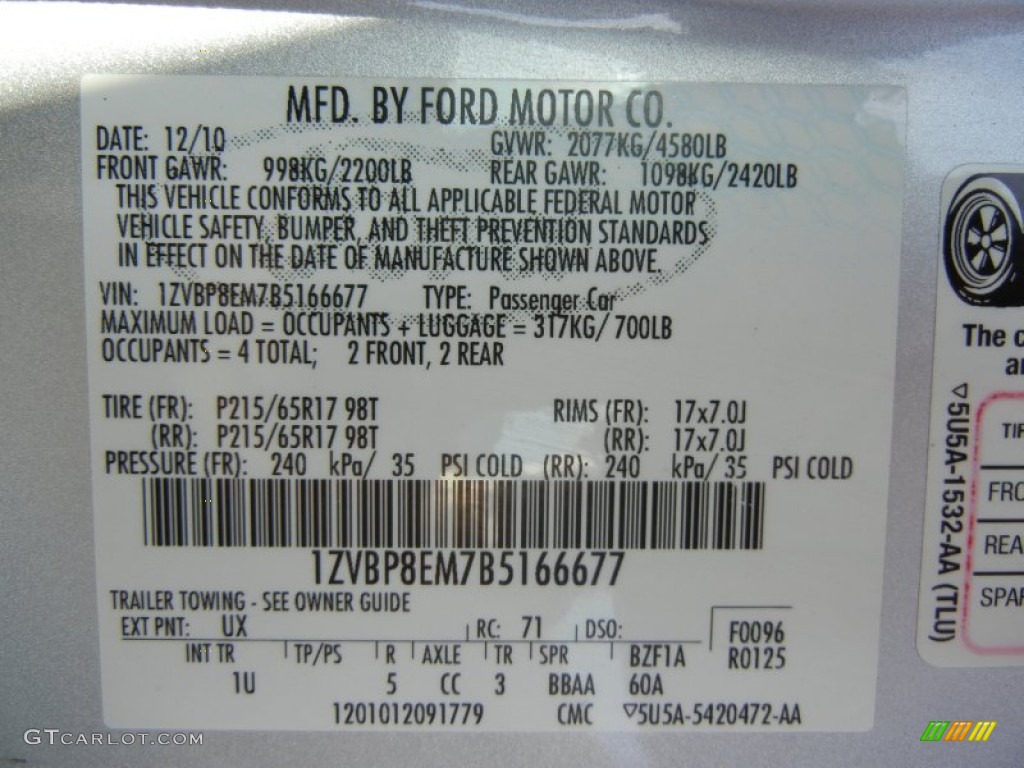 MFD. BY FORD MOTOR CO.
DATE: 12/10 GVWR: 2077KG/4580LB
FRONT GAWR: 998KG/2200LB REAR GAWR: 1098KG/2420LB
THIS VEHICLE CONFORMS TO ALL APPLICABLE FEDERAL MOTOR
VEHICLE SAFETY, BUMPER, AND THEFT PREVENTION STANDARDS
IN EFFECT ON THE DATE OF MANUFACTURE SHOWN ABOVE.
VIN: 1ZVBP8EM7B5166677 TYPE: Passenger Car
MAXIMUM LOAD = OCCUPANTS + LUGGAGE = 317KG/700LB
OCCUPANTS = 4 TOTAL; 2 FRONT, 2 REAR
TIRE (FR): P215/65R17 98T RIMS (FR): 17x7.0J
(RR): P215/65R17 98T (RR): 17x7.0J
PRESSURE (FR): 240 kPa/ 35 PSI COLD (RR): 240 kPa/ 35 PSI COLD
1ZVBP8EM7B5166677
TRAILER TOWING - SEE OWNER GUIDE
EXT PNT: UX RC: 71 DSO: F0096
INT TR TP/PS R AXLE TR SPR BZF1A R0125
1U 5 CC 3 BBAA 60A
1201012091779 CMC ▽5U5A-5420472-AA
The c
an
▽5U5A-1532-AA (TLU)
TIR
FRO
REA
SPAR
GTCARLOT.COM